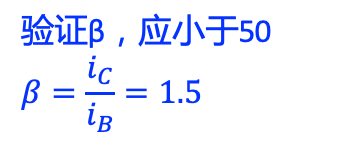 验证β，应小于50
β = i_C / i_B = 1.5